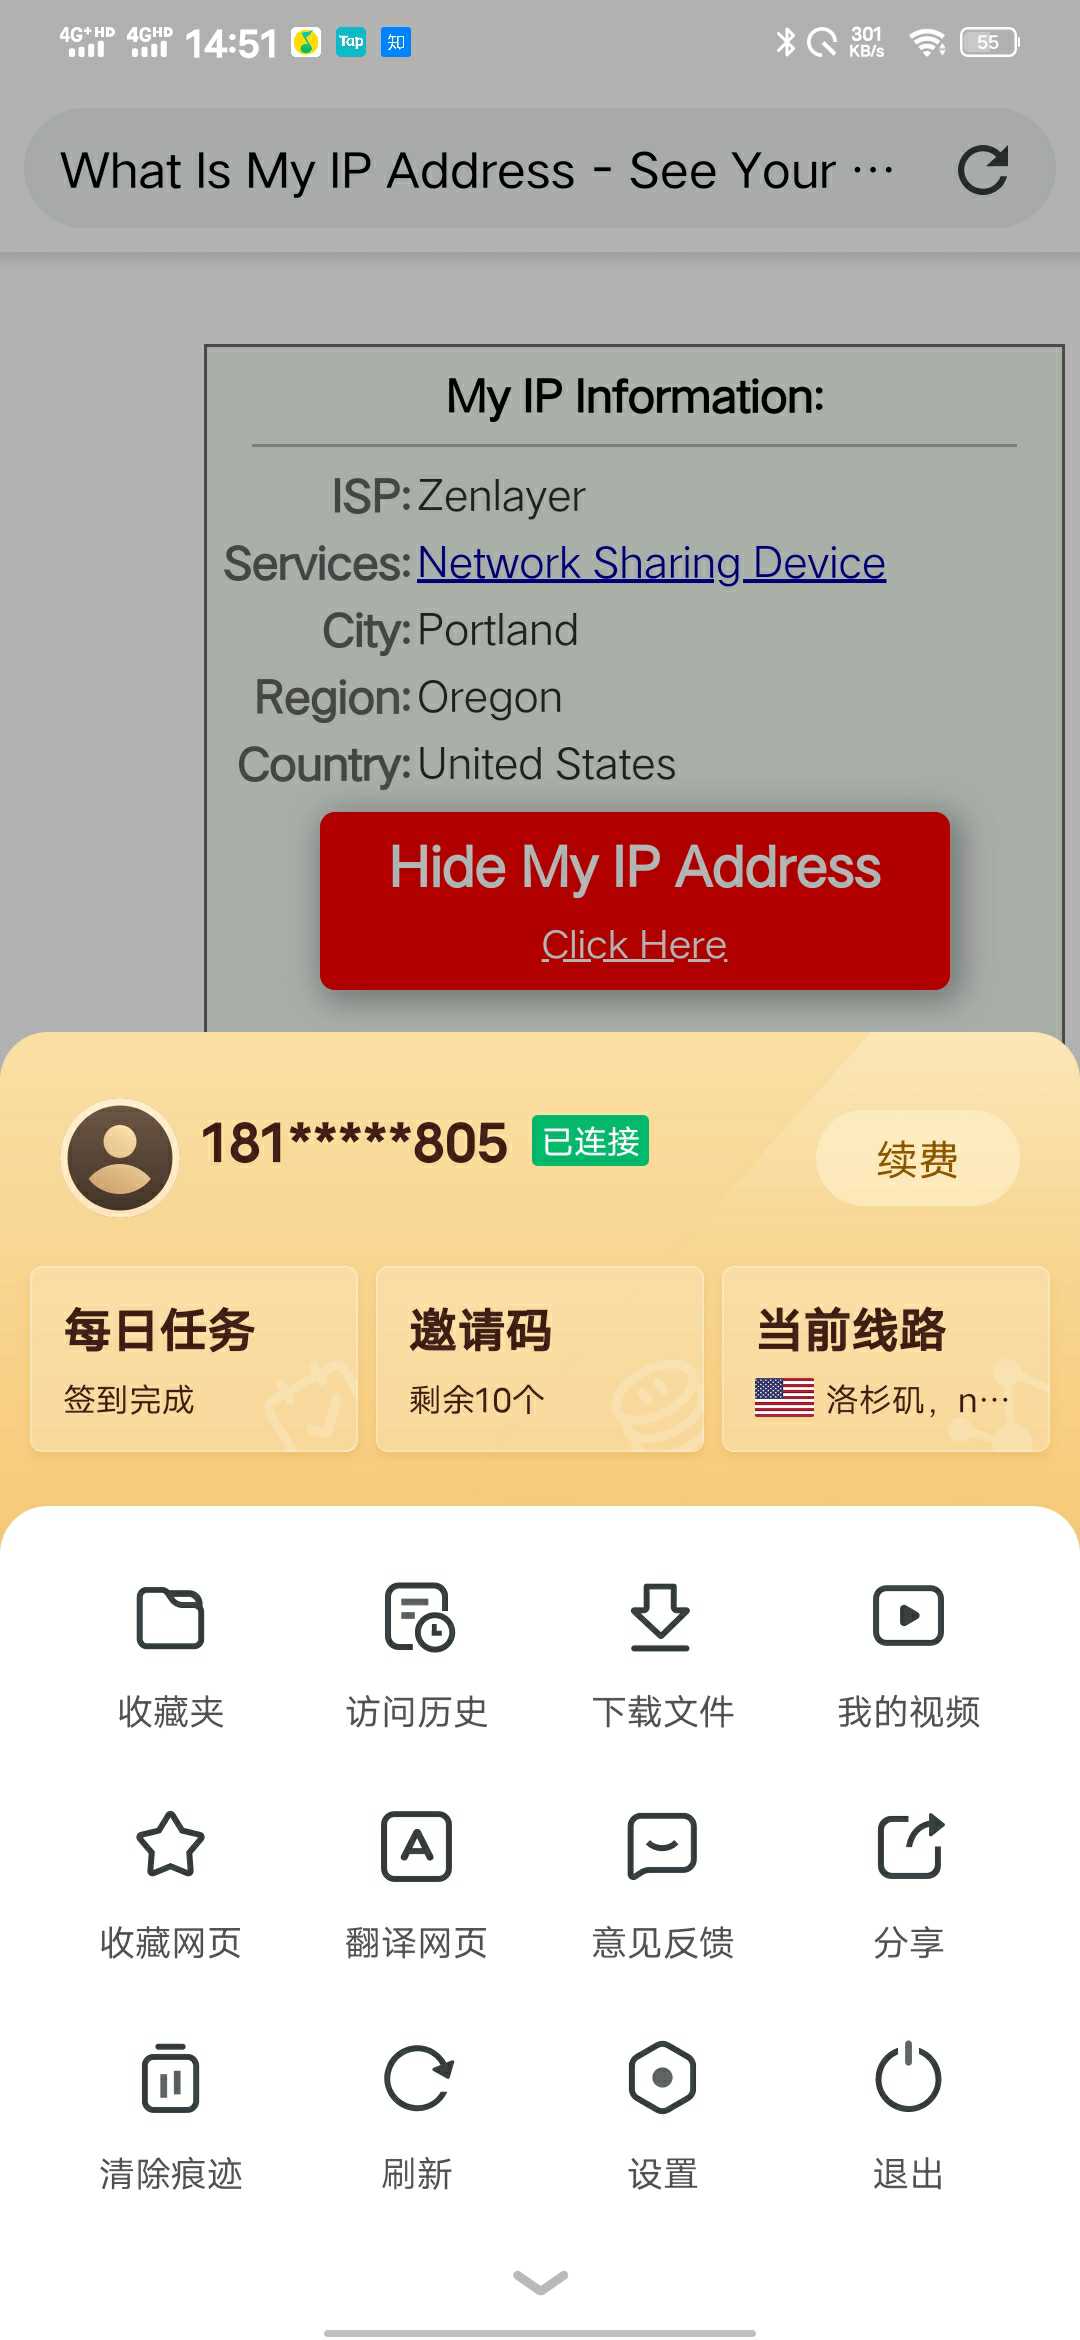 4G+ HD 4GHD 14:51 Tap 知 301 KB/s 55
What Is My IP Address - See Your ···
My IP Information:
ISP: Zenlayer
Services: Network Sharing Device
City: Portland
Region: Oregon
Country: United States
Hide My IP Address
Click Here
181*****805 已连接 续费
每日任务 邀请码 当前线路
签到完成 剩余10个 洛杉矶，n···
收藏夹 访问历史 下载文件 我的视频
收藏网页 翻译网页 意见反馈 分享
清除痕迹 刷新 设置 退出